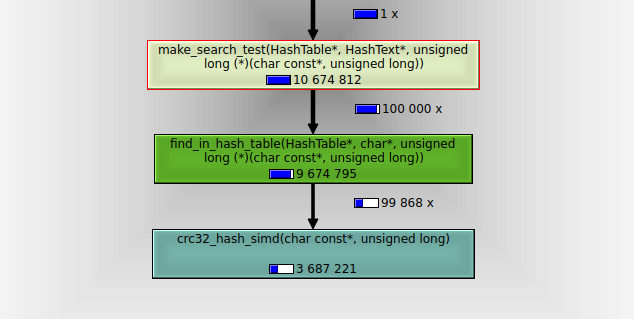 1 x
make_search_test(HashTable*, HashText*, unsigned
long (*)(char const*, unsigned long))
10 674 812
100 000 x
find_in_hash_table(HashTable*, char*, unsigned
long (*)(char const*, unsigned long))
9 674 795
99 868 x
crc32_hash_simd(char const*, unsigned long)
3 687 221